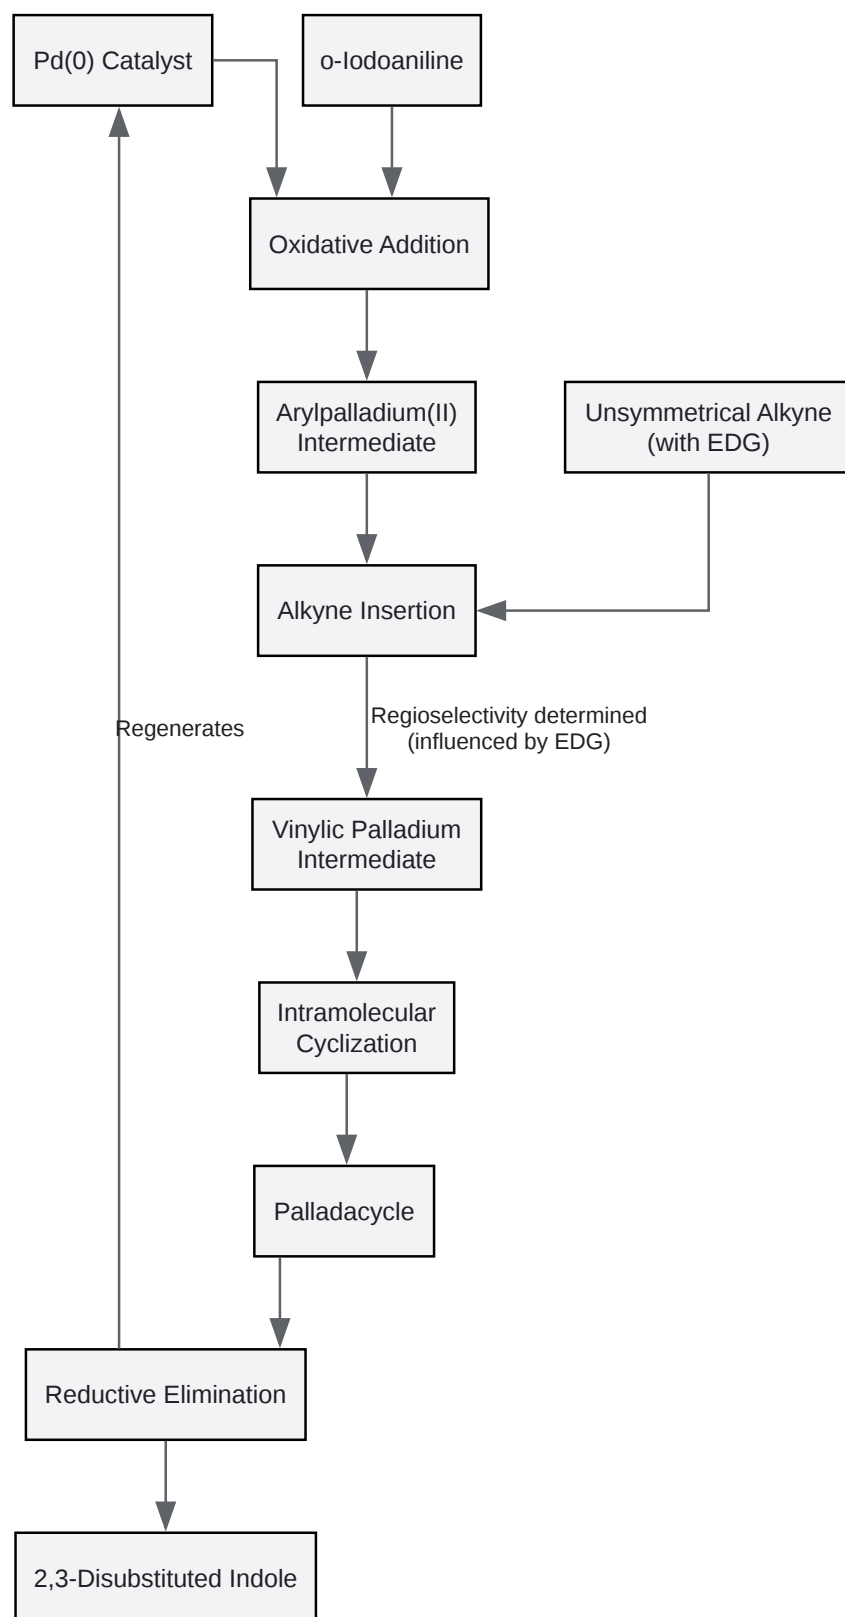 Pd(0) Catalyst
o-Iodoaniline
Oxidative Addition
Arylpalladium(II)
Intermediate
Unsymmetrical Alkyne
(with EDG)
Alkyne Insertion
Regenerates
Regioselectivity determined
(influenced by EDG)
Vinylic Palladium
Intermediate
Intramolecular
Cyclization
Palladacycle
Reductive Elimination
2,3-Disubstituted Indole